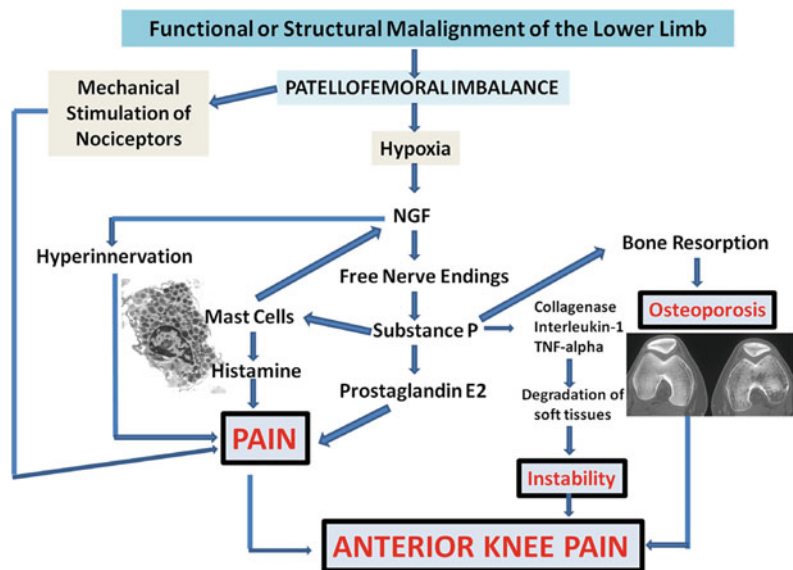 Functional or Structural Malalignment of the Lower Limb
Mechanical
Stimulation of
Nociceptors
PATELLOFEMORAL IMBALANCE
Hypoxia
NGF
Hyperinnervation
Free Nerve Endings
Bone Resorption
Mast Cells
Substance P
Collagenase
Interleukin-1
TNF-alpha
Osteoporosis
Histamine
Prostaglandin E2
Degradation of
soft tissues
PAIN
Instability
ANTERIOR KNEE PAIN